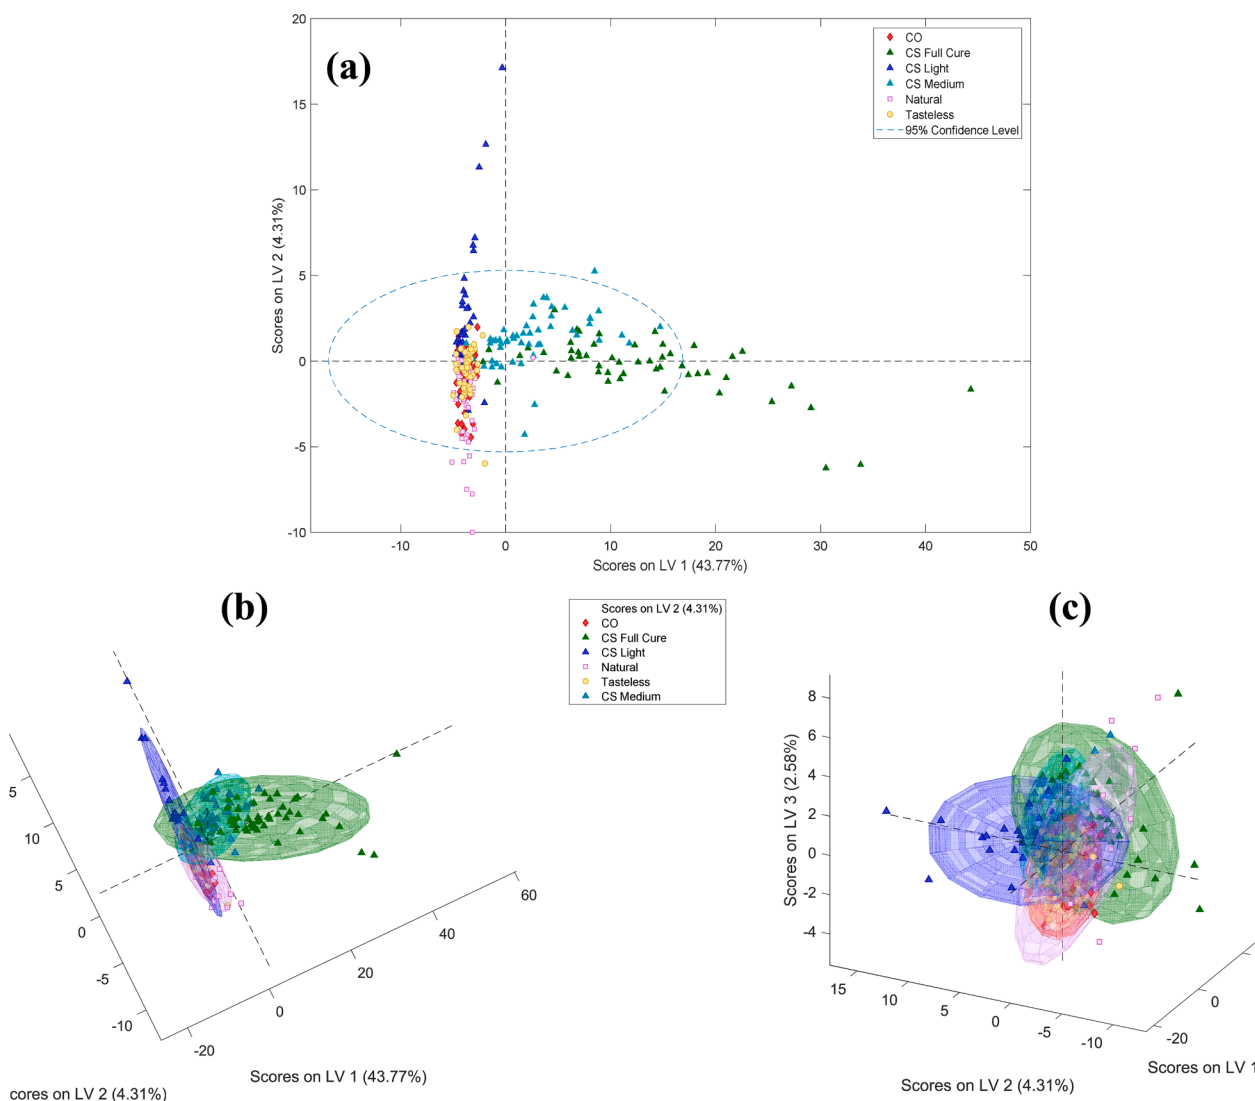 (a)
20
15
10
5
0
-5
-10
Scores on LV 2 (4.31%)
-10
0
10
20
30
40
50
Scores on LV 1 (43.77%)
CO
CS Full Cure
CS Light
CS Medium
Natural
Tasteless
95% Confidence Level
(b)
Scores on LV 2 (4.31%)
CO
CS Full Cure
CS Light
Natural
Tasteless
CS Medium
5
10
5
0
-5
-10
-20
0
20
40
60
Scores on LV 1 (43.77%)
cores on LV 2 (4.31%)
(c)
8
6
4
2
0
-2
-4
Scores on LV 3 (2.58%)
15
10
5
0
-5
-10
-20
0
Scores on LV 1
Scores on LV 2 (4.31%)